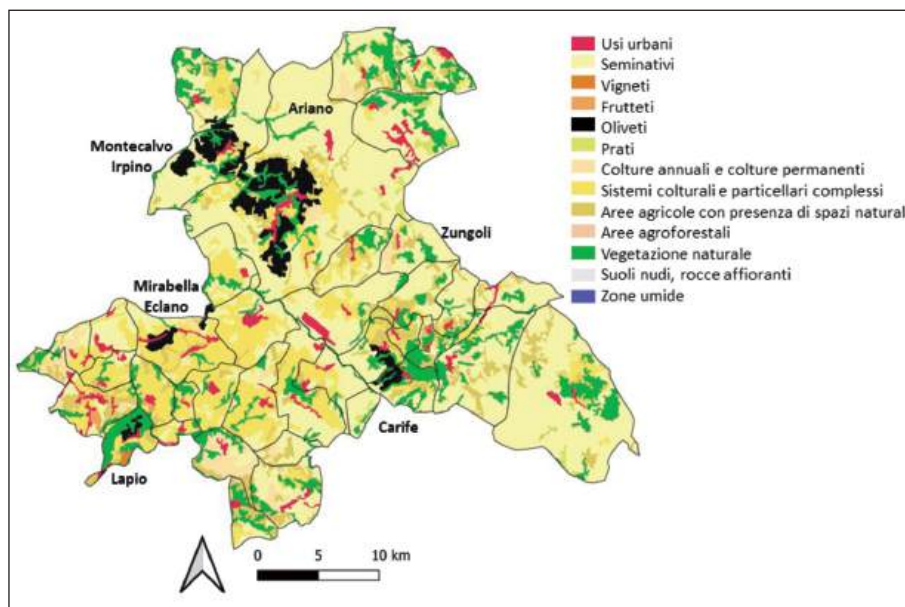 Usi urbani
Seminativi
Vigneti
Frutteti
Oliveti
Prati
Colture annuali e colture permanenti
Sistemi colturali e particellari complessi
Aree agricole con presenza di spazi natural
Aree agroforestali
Vegetazione naturale
Suoli nudi, rocce affioranti
Zone umide
Ariano
Montecalvo
Irpino
Zungoli
Mirabella
Eclano
Carife
Lapio
0 5 10 km